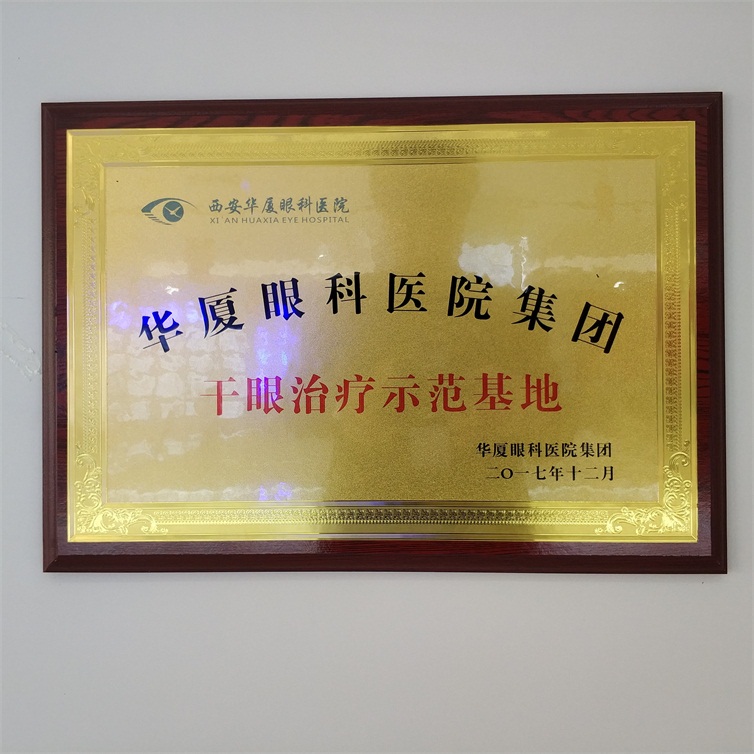 西安华厦眼科医院
XI'AN HUAXIA EYE HOSPITAL
华厦眼科医院集团
干眼治疗示范基地
华厦眼科医院集团
二〇一七年十二月